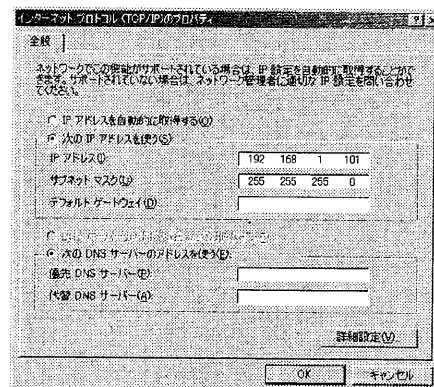 インターネット プロトコル (TCP/IP)のプロパティ
全般
ネットワークでこの機能がサポートされている場合は、IP 設定を自動的に取得することがで
きます。サポートされていない場合は、ネットワーク管理者に適切な IP 設定を問い合わせ
てください。
IP アドレスを自動的に取得する(O)
次の IP アドレスを使う(S):
IP アドレス(I): 192 168 1 101
サブネット マスク(U): 255 255 255 0
デフォルト ゲートウェイ(D):
次の DNS サーバーのアドレスを使う(E):
優先 DNS サーバー(P):
代替 DNS サーバー(A):
詳細設定(V)...
OK キャンセル